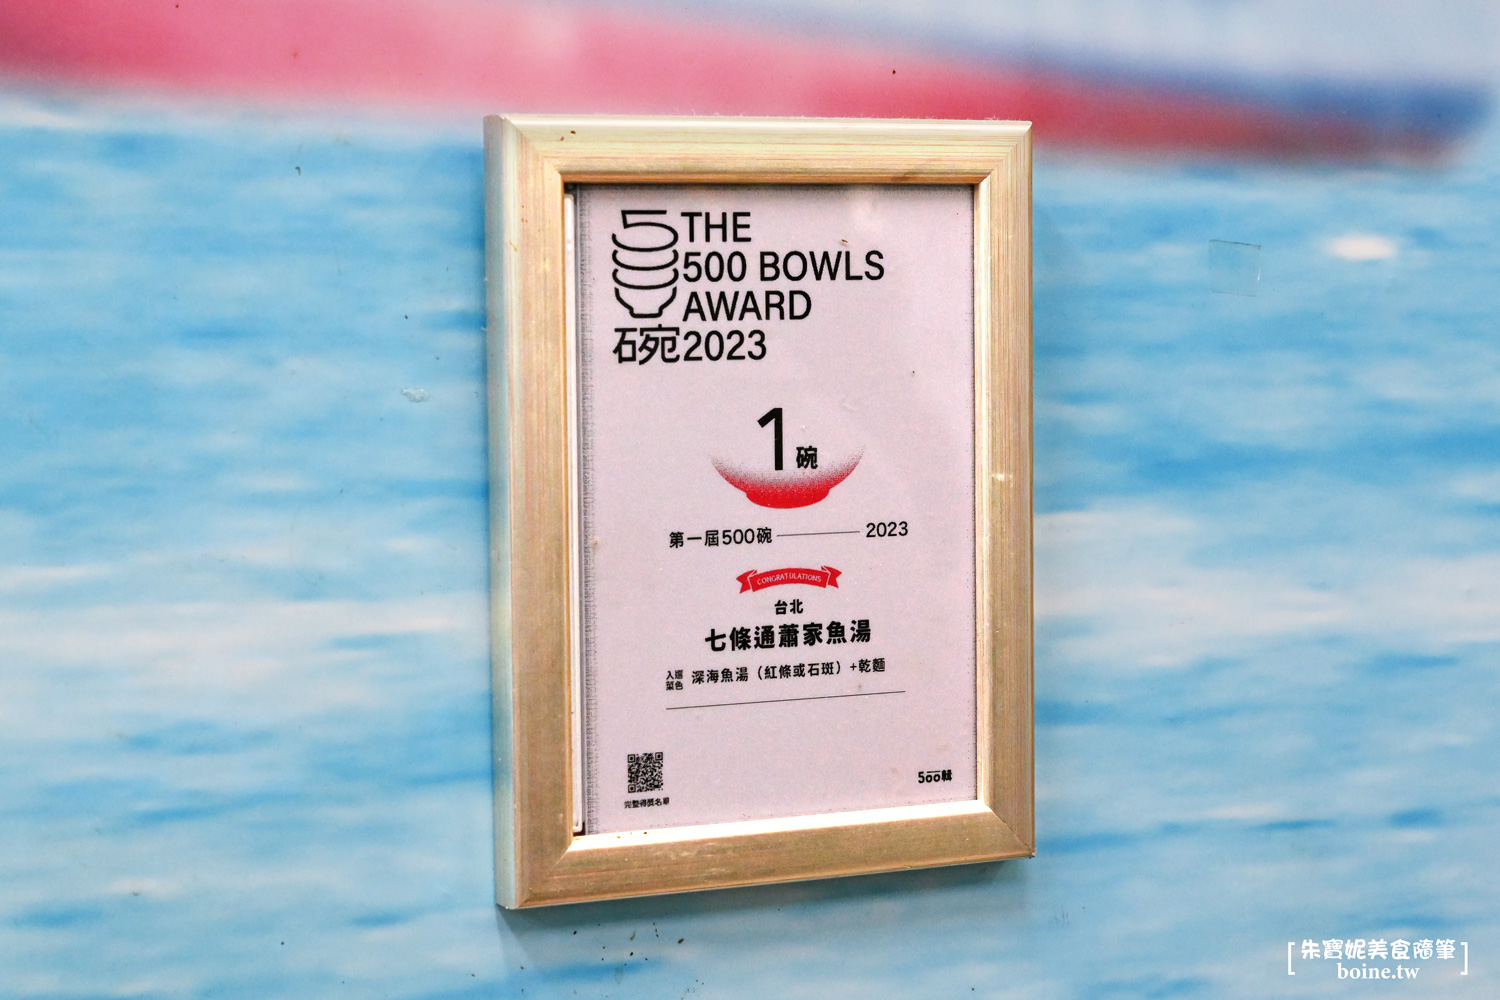 THE
500 BOWLS
AWARD
碗2023
1碗
第一屆500碗 2023
CONGRATULATIONS
台北
七條通蕭家魚湯
入選
菜色 深海魚湯（紅條或石斑）+乾麵
完整得獎名單
500輯
[朱寶妮美食隨筆]
boine.tw